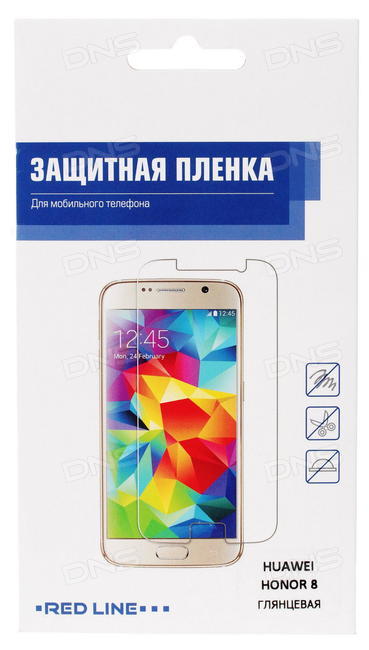 ЗАЩИТНАЯ ПЛЕНКА
Для мобильного телефона
12:45
12:45
Mon, 24 February
HUAWEI
HONOR 8
ГЛЯНЦЕВАЯ
RED LINE
DNS